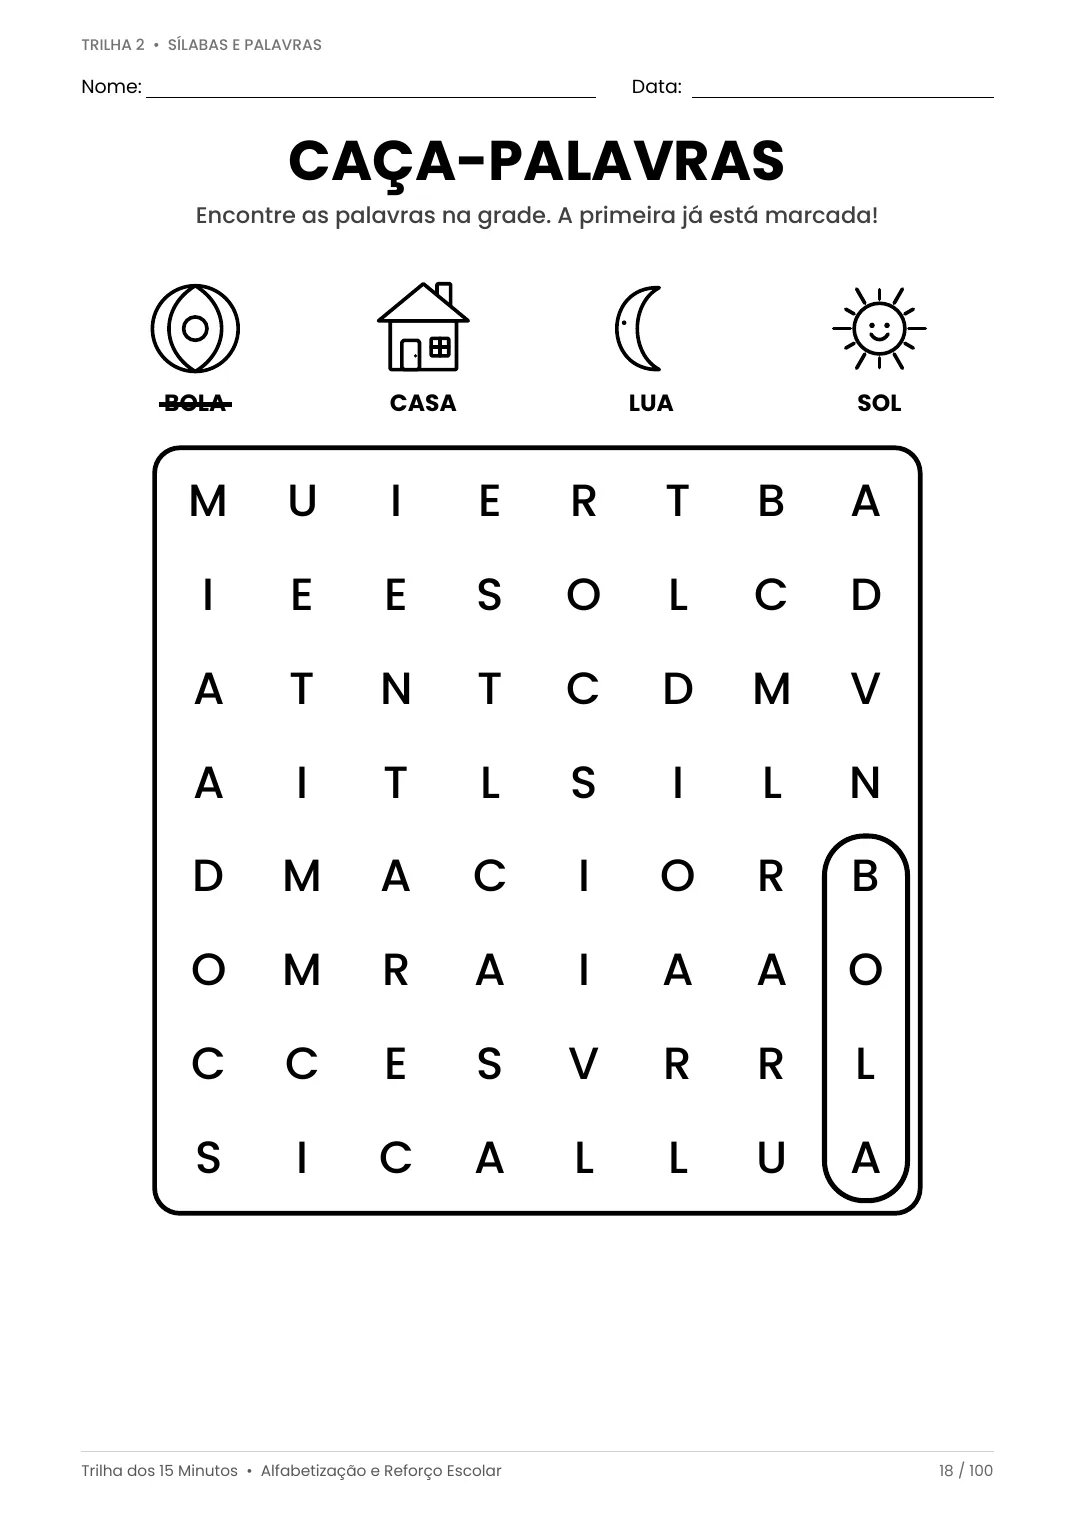 TRILHA 2 • SÍLABAS E PALAVRAS
Nome: Data:
CAÇA-PALAVRAS
Encontre as palavras na grade. A primeira já está marcada!
BOLA CASA LUA SOL
M U I E R T B A
I E E S O L C D
A T N T C D M V
A I T L S I L N
D M A C I O R B
O M R A I A A O
C C E S V R R L
S I C A L L U A
Trilha dos 15 Minutos • Alfabetização e Reforço Escolar 18 / 100